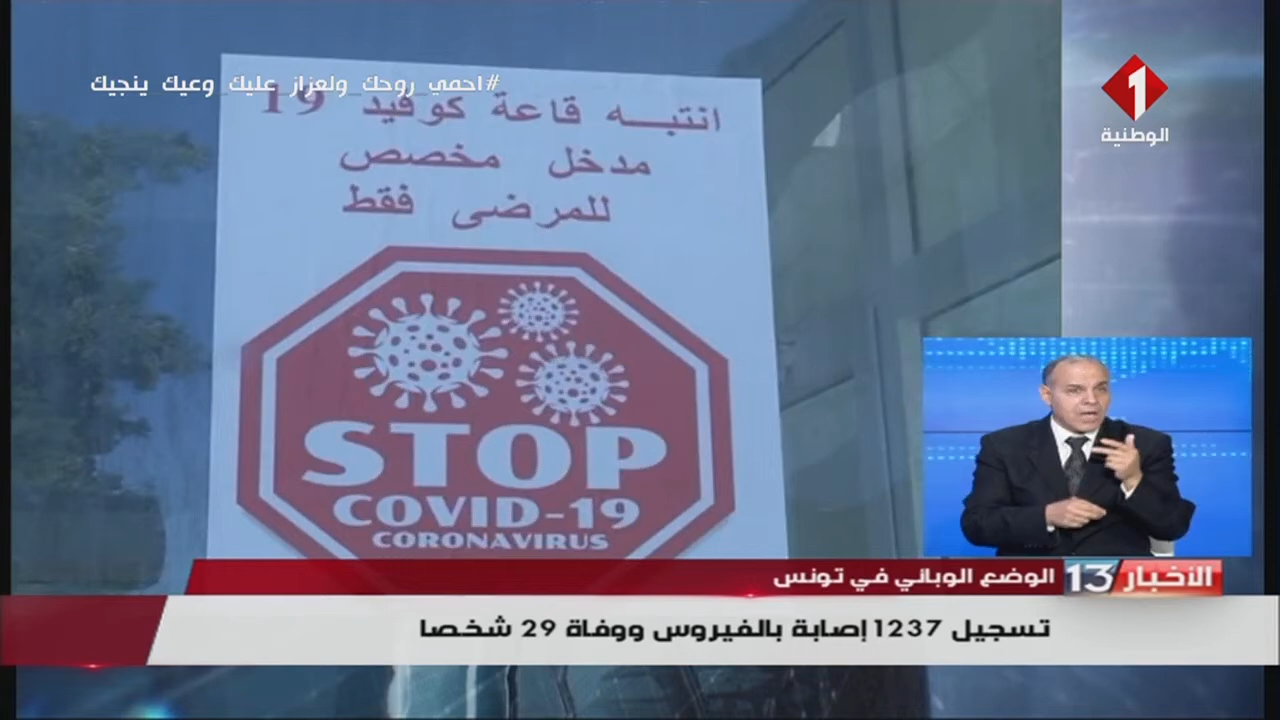 #احمي روحك ولعزاز عليك وعيك ينجيك
1
الوطنية
انتبه قاعة كوفيد 19
مدخل مخصص
للمرضى فقط
STOP
COVID-19
CORONAVIRUS
الأخبار 13
الوضع الوبائي في تونس
تسجيل 1237 إصابة بالفيروس ووفاة 29 شخصا